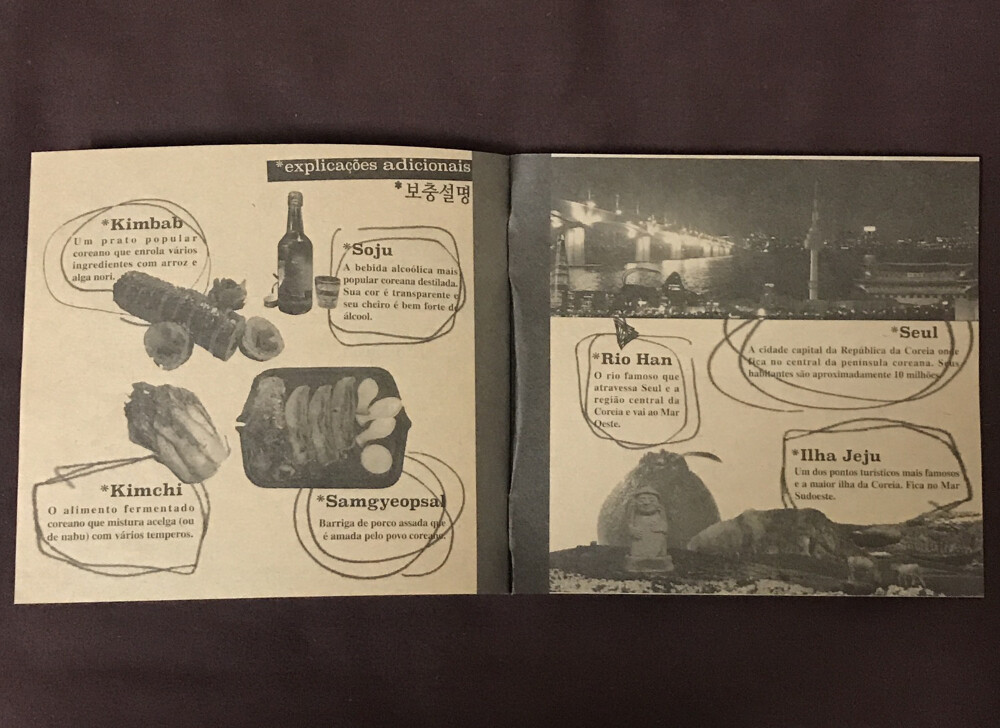 *explicações adicionais
*보충설명
*Kimbab
Um prato popular
coreano que enrola vários
ingredientes com arroz e
alga nori.
*Soju
A bebida alcoólica mais
popular coreana destilada.
Sua cor é transparente e
seu cheiro é bem forte de
álcool.
*Kimchi
O alimento fermentado
coreano que mistura acelga (ou
de nabu) com vários temperos.
*Samgyeopsal
Barriga de porco assada que
é amada pelo povo coreano.
*Rio Han
O rio famoso que
atravessa Seul e a
região central da
Coreia e vai ao Mar
Oeste.
*Seul
A cidade capital da República da Coreia onde
fica no central da península coreana. Seus
habitantes são aproximadamente 10 milhões.
*Ilha Jeju
Um dos pontos turísticos mais famosos
e a maior ilha da Coreia. Fica no Mar
Sudoeste.